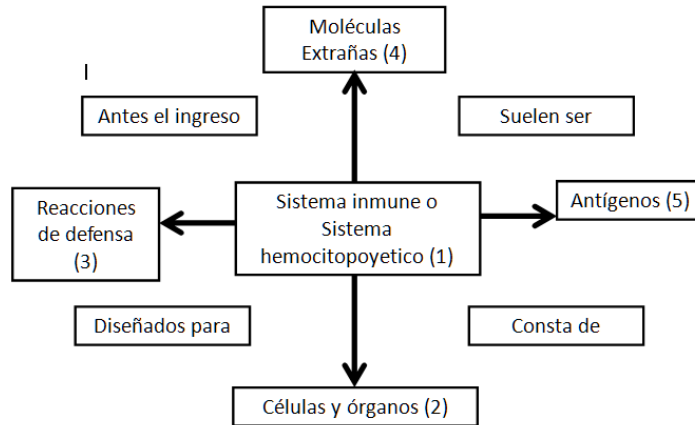 Moléculas
Extrañas (4)
Antes el ingreso
Suelen ser
Reacciones
de defensa
(3)
Sistema inmune o
Sistema
hemocitopoyetico (1)
Antígenos (5)
Diseñados para
Consta de
Células y órganos (2)